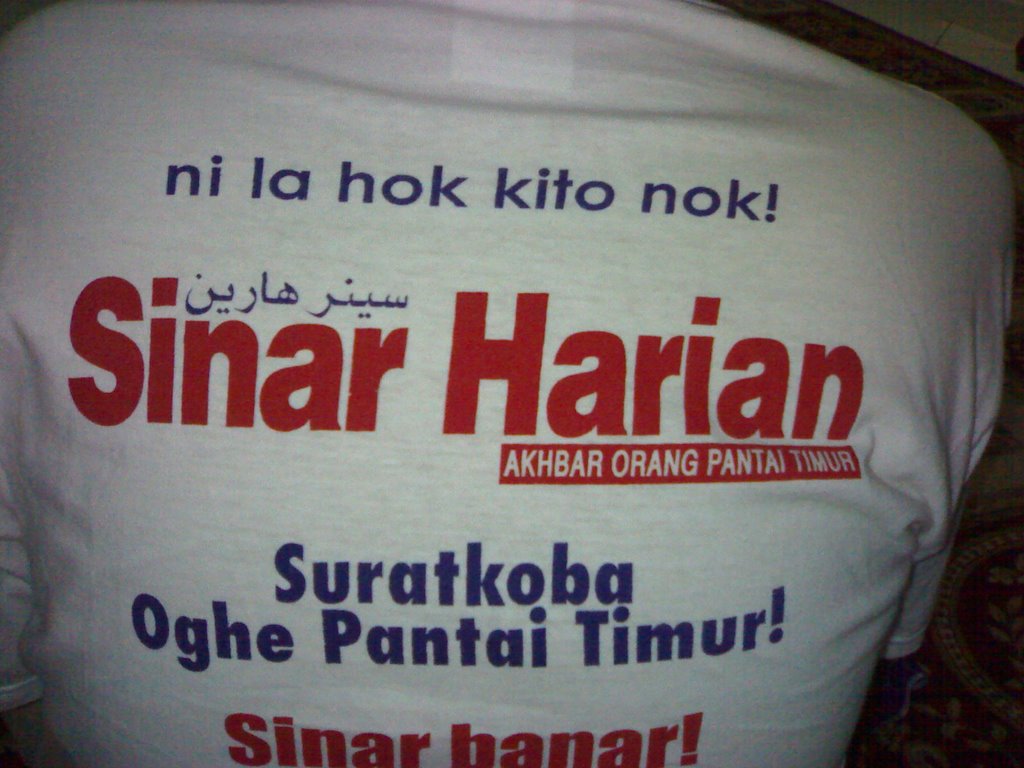 ni la hok kito nok!
سينر هارين
Sinar Harian
AKHBAR ORANG PANTAI TIMUR
Suratkoba
Oghe Pantai Timur!
Sinar banar!